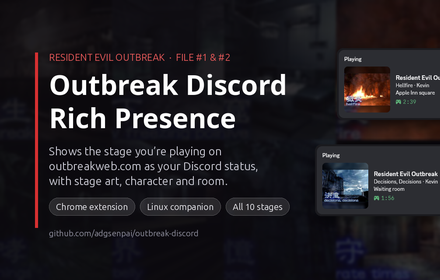 RESIDENT EVIL OUTBREAK · FILE #1 & #2
Outbreak Discord
Rich Presence
Shows the stage you're playing on
outbreakweb.com as your Discord status,
with stage art, character and room.
Chrome extension
Linux companion
All 10 stages
github.com/adgsenpai/outbreak-discord
Playing
Resident Evil Ou
Hellfire · Kevin
Apple Inn square
2:39
Playing
Resident Evil Outbreak
Decisions, Decisions · Kevin
Waiting room
1:56